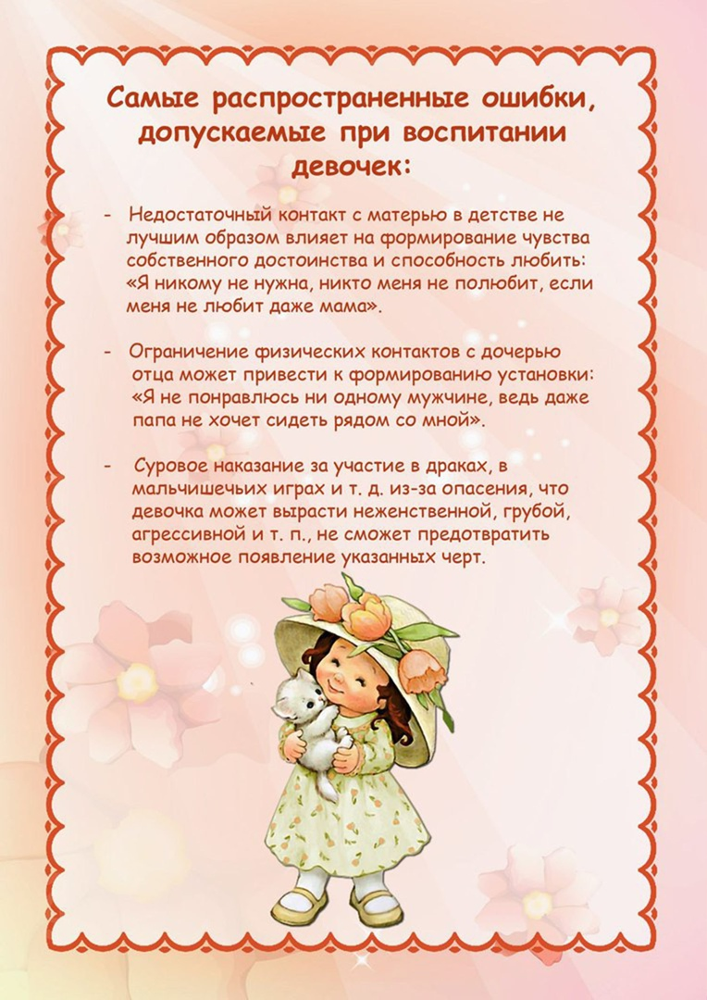 Самые распространенные ошибки,
допускаемые при воспитании
девочек:
- Недостаточный контакт с матерью в детстве не
лучшим образом влияет на формирование чувства
собственного достоинства и способность любить:
«Я никому не нужна, никто меня не полюбит, если
меня не любит даже мама».
- Ограничение физических контактов с дочерью
отца может привести к формированию установки:
«Я не понравлюсь ни одному мужчине, ведь даже
папа не хочет сидеть рядом со мной».
- Суровое наказание за участие в драках, в
мальчишечьих играх и т. д. из-за опасения, что
девочка может вырасти неженственной, грубой,
агрессивной и т. п., не сможет предотвратить
возможное появление указанных черт.